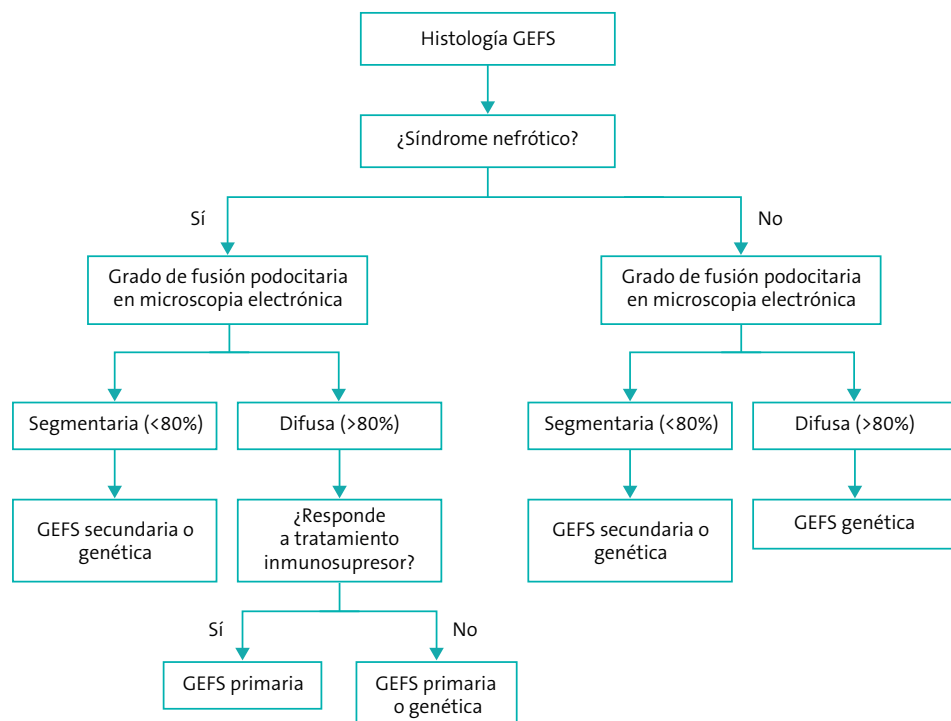 Histología GEFS
¿Síndrome nefrótico?
Sí
No
Grado de fusión podocitaria
en microscopia electrónica
Grado de fusión podocitaria
en microscopia electrónica
Segmentaria (<80%)
Difusa (>80%)
Segmentaria (<80%)
Difusa (>80%)
GEFS secundaria o
genética
¿Responde
a tratamiento
inmunosupresor?
GEFS secundaria o
genética
GEFS genética
Sí
No
GEFS primaria
GEFS primaria
o genética